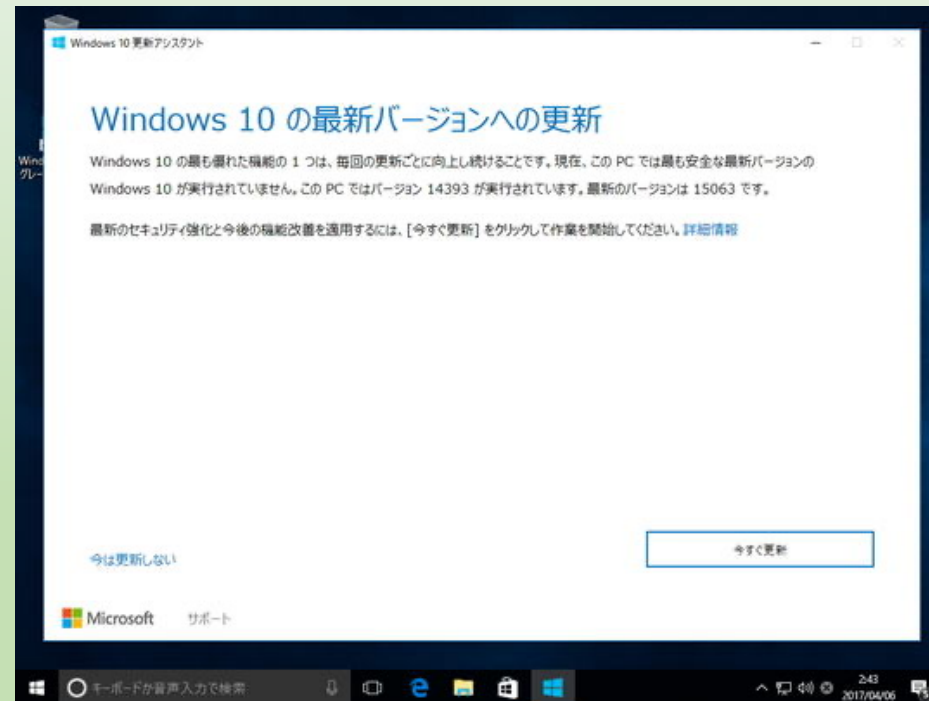 Windows 10 更新アシスタント
Windows 10 の最新バージョンへの更新
Windows 10 の最も優れた機能の 1 つは、毎回の更新ごとに向上し続けることです。現在、この PC では最も安全な最新バージョンの
Windows 10 が実行されていません。この PC ではバージョン 14393 が実行されています。最新のバージョンは 15063 です。
最新のセキュリティ強化と今後の機能改善を適用するには、[今すぐ更新] をクリックして作業を開始してください。詳細情報
今は更新しない
今すぐ更新
Microsoft サポート
キーボードか音声入力で検索
2:43
2017/04/06